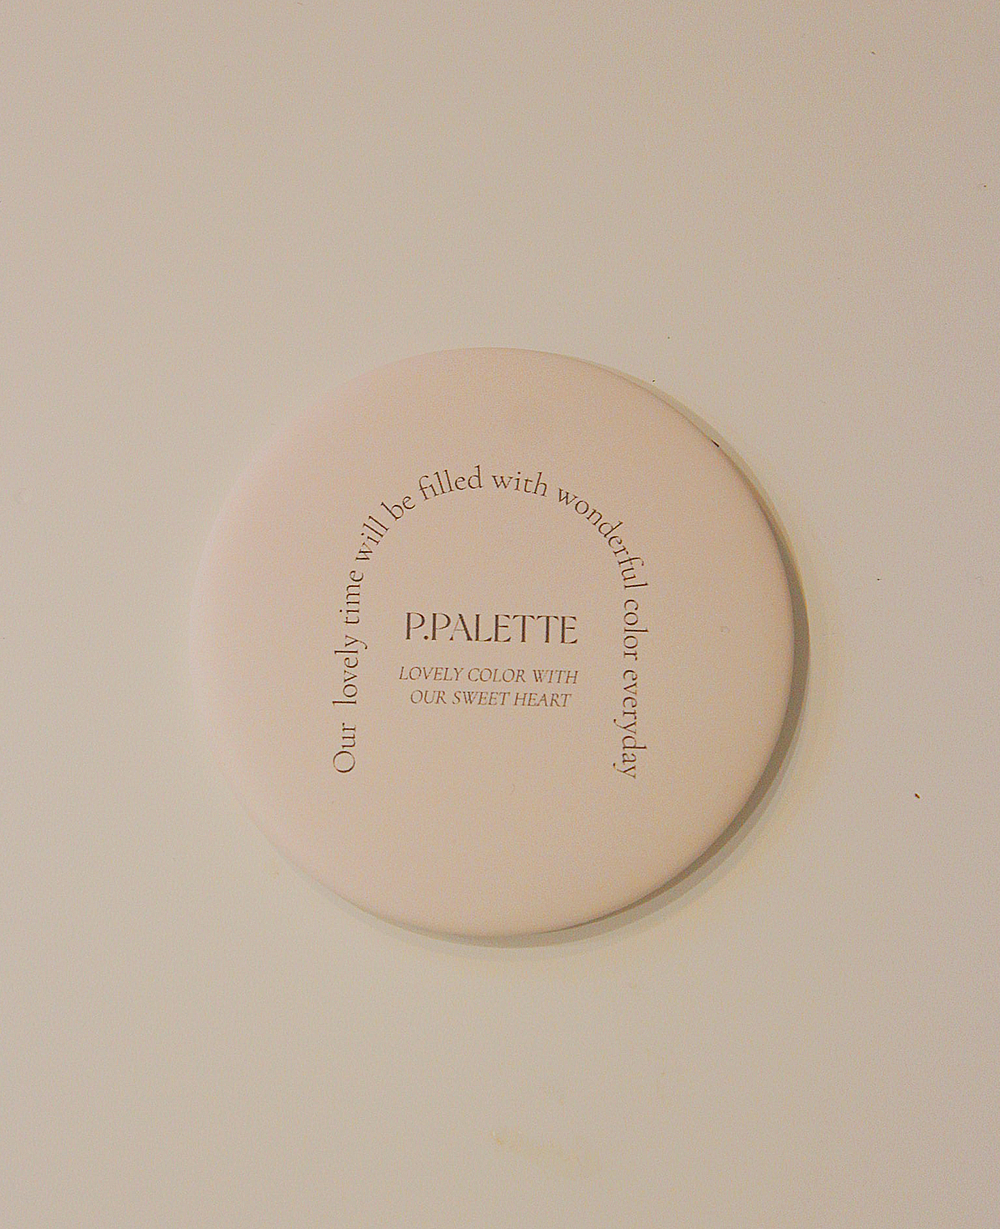 Our lovely time will be filled with wonderful color everyday
P.PALETTE
LOVELY COLOR WITH
OUR SWEET HEART